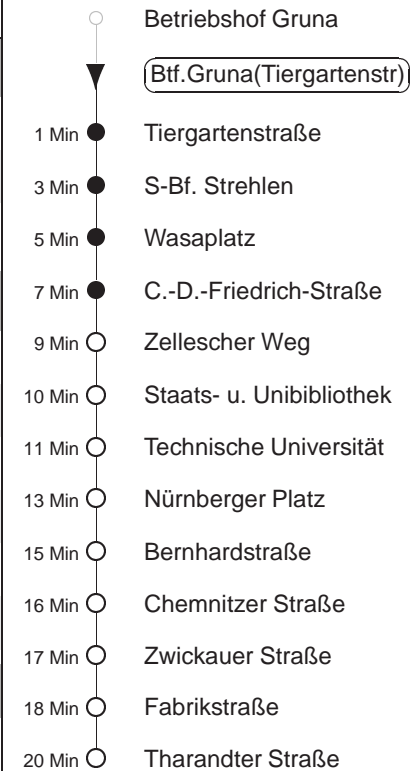 Betriebshof Gruna
Btf.Gruna(Tiergartenstr)
1 Min Tiergartenstraße
3 Min S-Bf. Strehlen
5 Min Wasaplatz
7 Min C.-D.-Friedrich-Straße
9 Min Zellescher Weg
10 Min Staats- u. Unibibliothek
11 Min Technische Universität
13 Min Nürnberger Platz
15 Min Bernhardstraße
16 Min Chemnitzer Straße
17 Min Zwickauer Straße
18 Min Fabrikstraße
20 Min Tharandter Straße